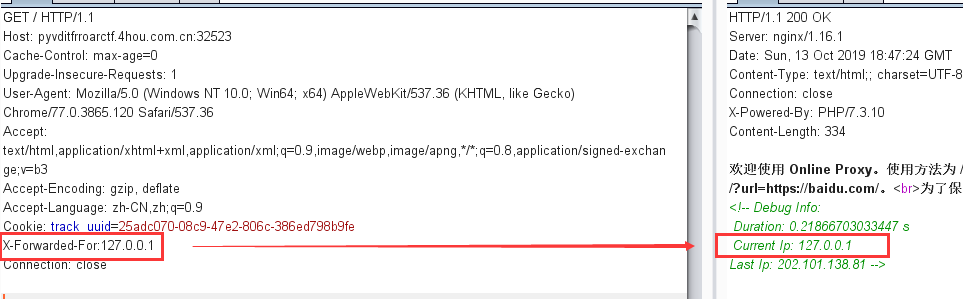 GET / HTTP/1.1
Host: pyvditfrroarctf.4hou.com.cn:32523
Cache-Control: max-age=0
Upgrade-Insecure-Requests: 1
User-Agent: Mozilla/5.0 (Windows NT 10.0; Win64; x64) AppleWebKit/537.36 (KHTML, like Gecko)
Chrome/77.0.3865.120 Safari/537.36
Accept:
text/html,application/xhtml+xml,application/xml;q=0.9,image/webp,image/apng,*/*;q=0.8,application/signed-exchan
ge;v=b3
Accept-Encoding: gzip, deflate
Accept-Language: zh-CN,zh;q=0.9
Cookie: track_uuid=25adc070-08c9-47e2-806c-386ed798b9fe
X-Forwarded-For:127.0.0.1
Connection: close
HTTP/1.1 200 OK
Server: nginx/1.16.1
Date: Sun, 13 Oct 2019 18:47:24 GMT
Content-Type: text/html;; charset=UTF-8
Connection: close
X-Powered-By: PHP/7.3.10
Content-Length: 334
欢迎使用 Online Proxy。使用方法为 /
/?url=https://baidu.com/。<br>为了保
<!-- Debug Info:
Duration: 0.21866703033447 s
Current Ip: 127.0.0.1
Last Ip: 202.101.138.81 -->